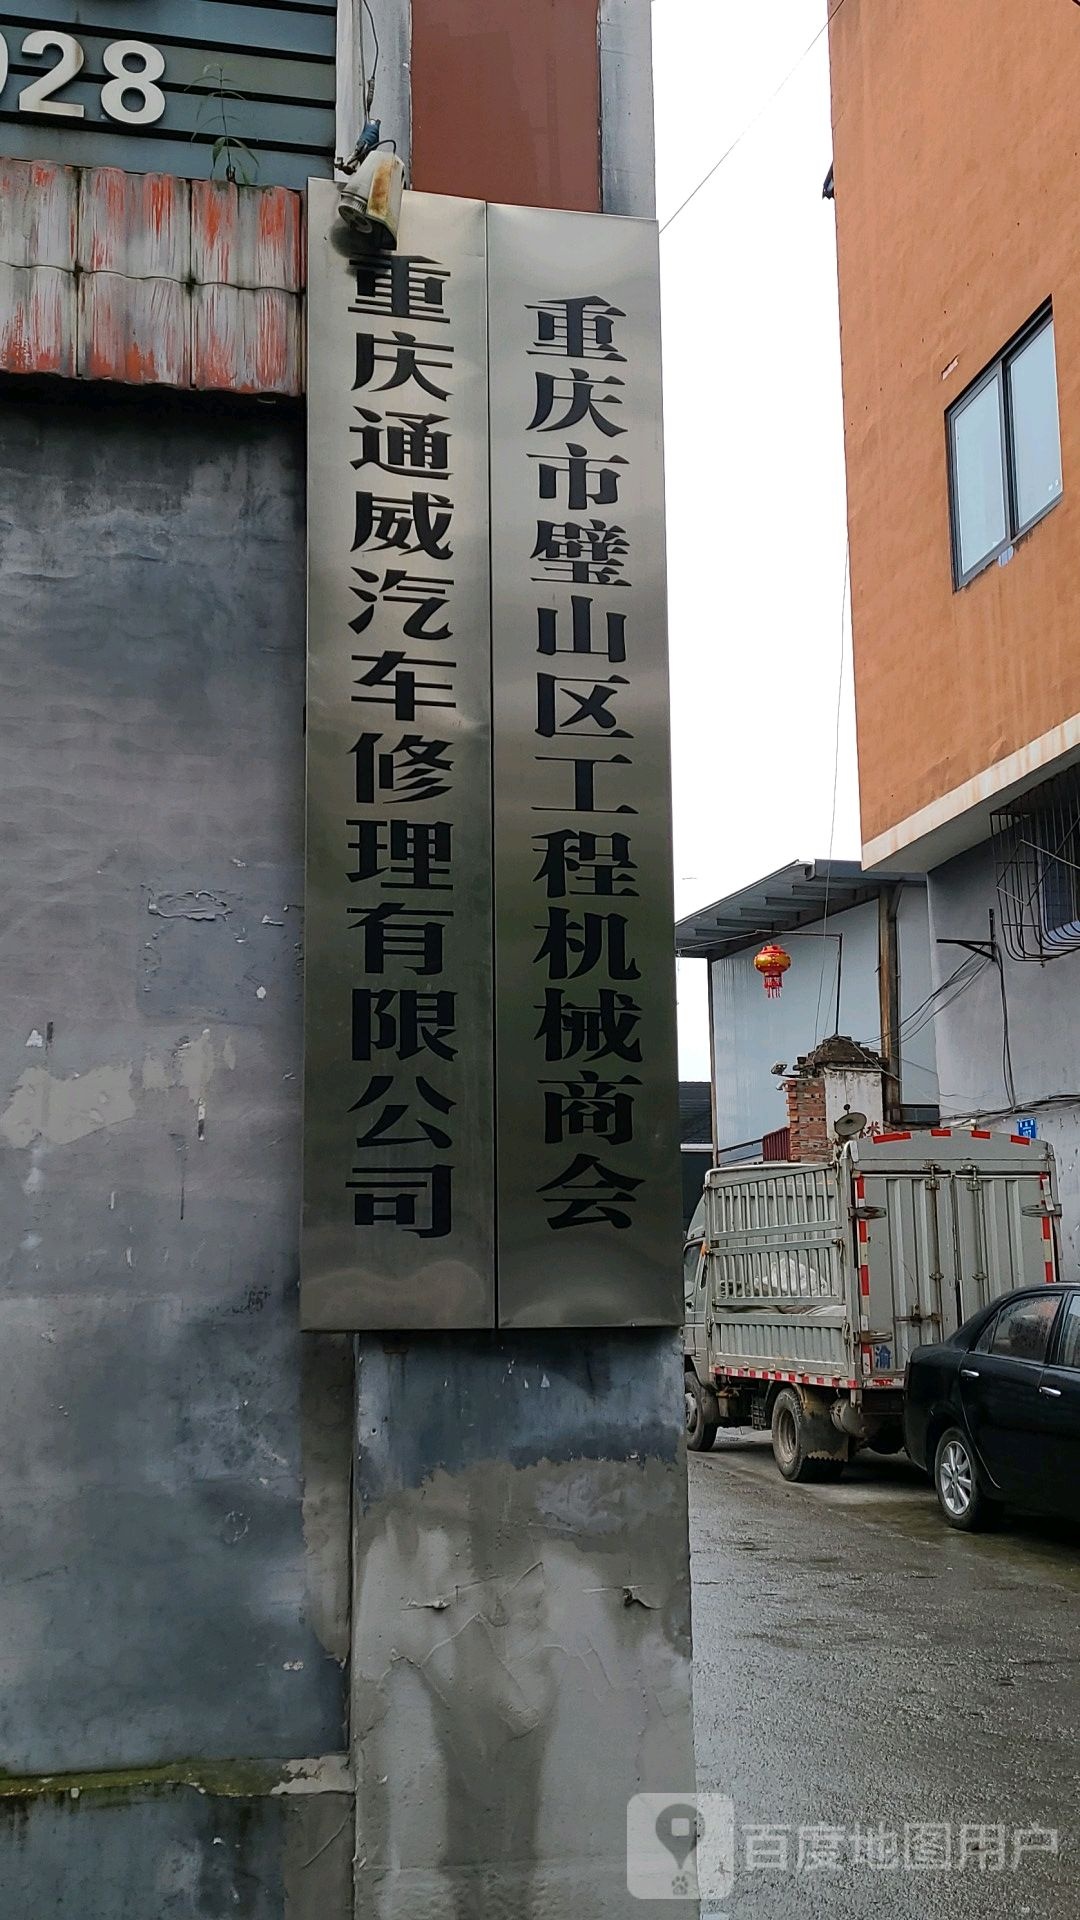 928
重庆通威汽车修理有限公司
重庆市璧山区工程机械商会
渝
百度地图用户